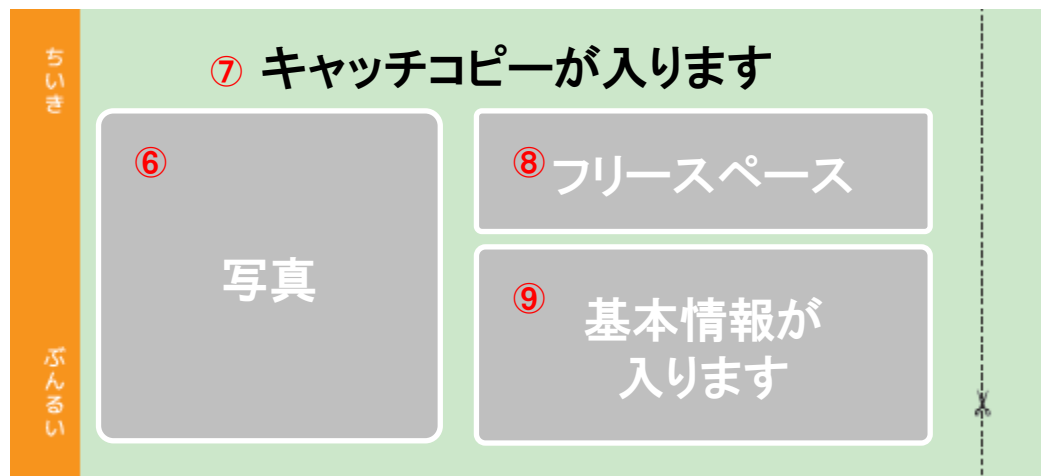 ちいき
ぶんるい
⑦ キャッチコピーが入ります
⑥
写真
⑧ フリースペース
⑨
基本情報が
入ります